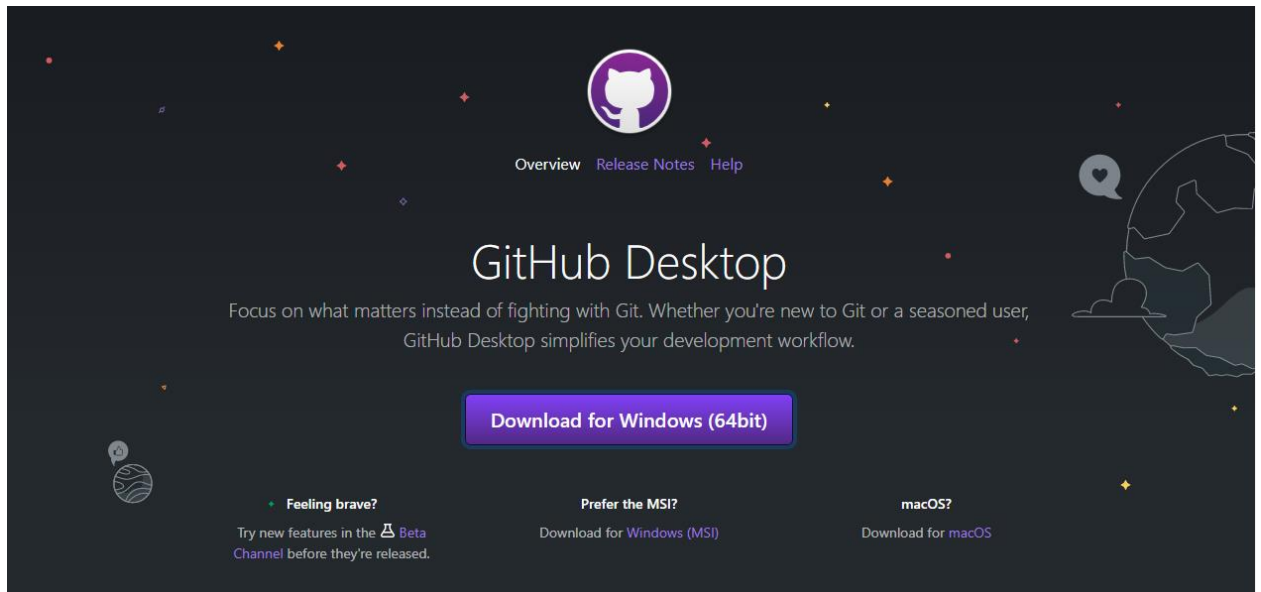 Overview Release Notes Help
GitHub Desktop
Focus on what matters instead of fighting with Git. Whether you're new to Git or a seasoned user,
GitHub Desktop simplifies your development workflow.
Download for Windows (64bit)
Feeling brave?
Try new features in the Beta
Channel before they're released.
Prefer the MSI?
Download for Windows (MSI)
macOS?
Download for macOS